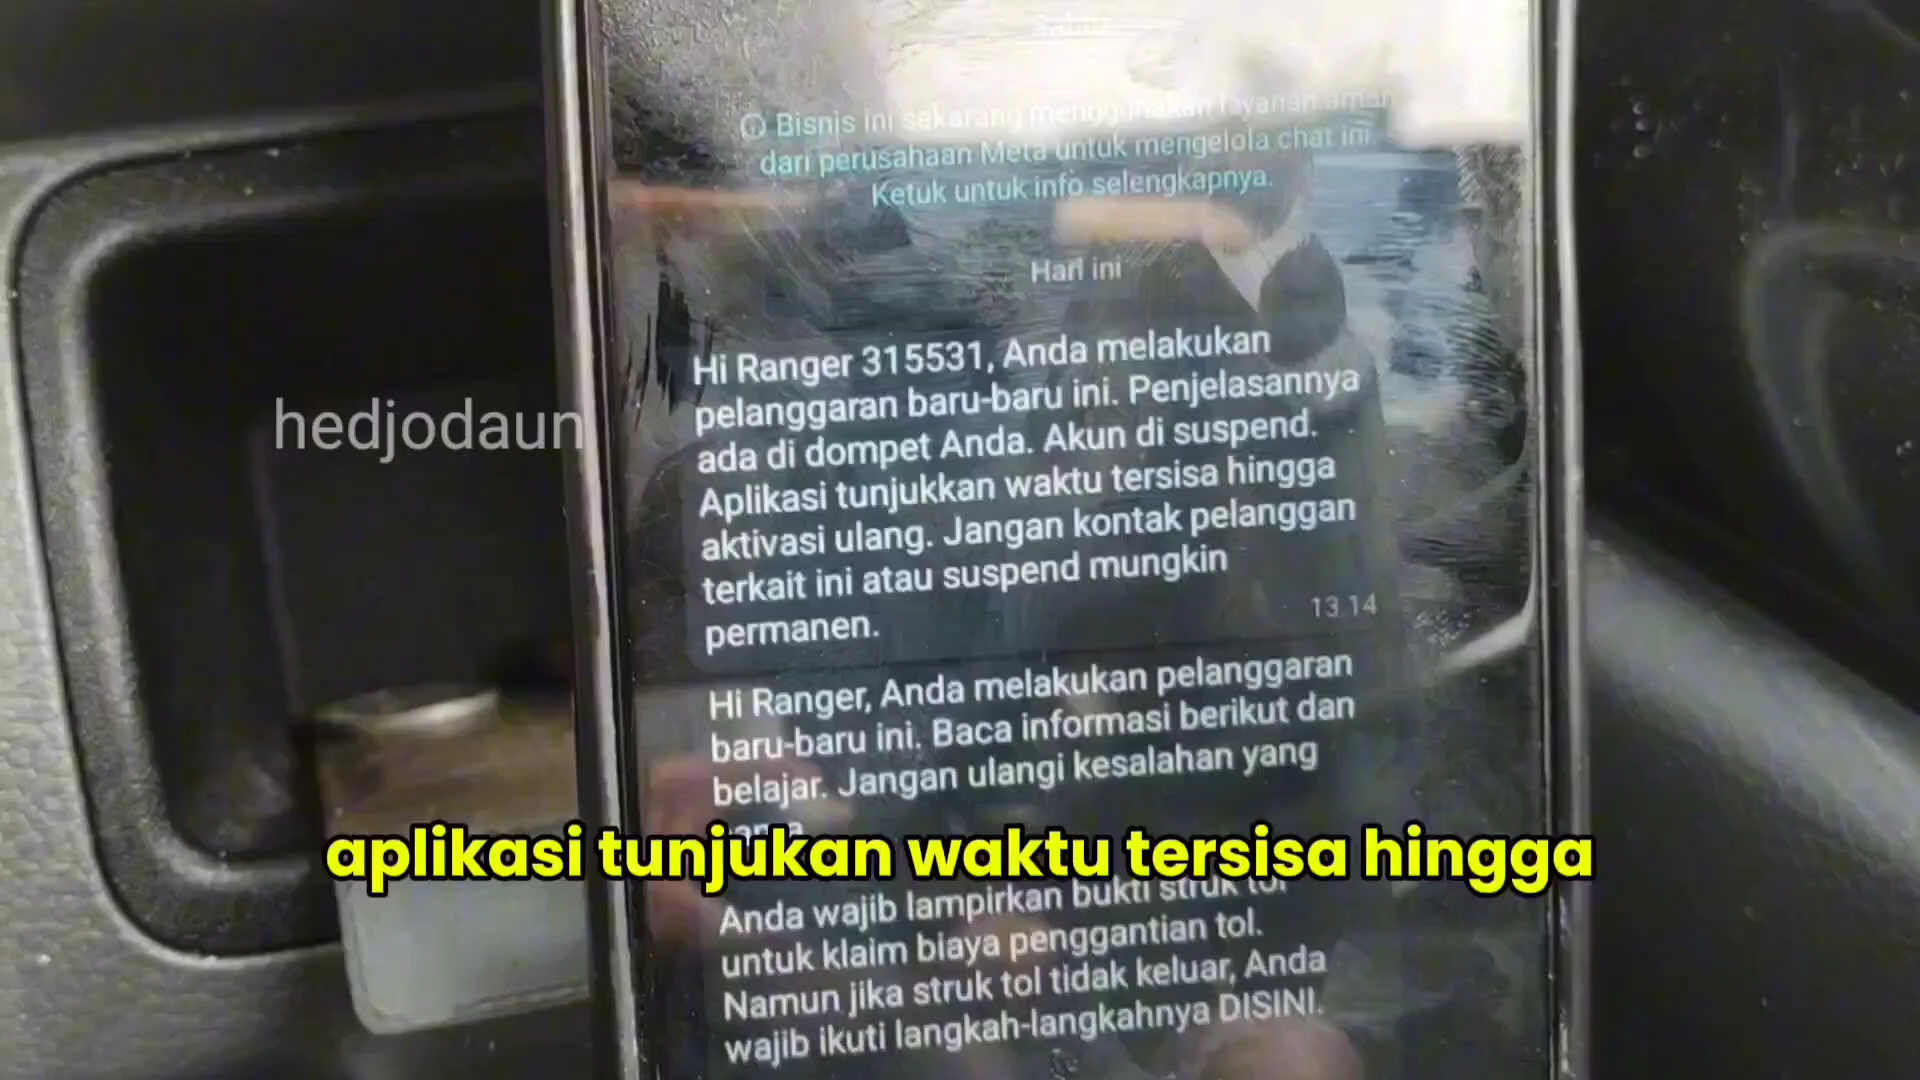 Sabtu
Bisnis ini sekarang menggunakan layanan aman
dari perusahaan Meta untuk mengelola chat ini.
Ketuk untuk info selengkapnya.
Hari ini
Hi Ranger 315531, Anda melakukan
pelanggaran baru-baru ini. Penjelasannya
ada di dompet Anda. Akun di suspend.
Aplikasi tunjukkan waktu tersisa hingga
aktivasi ulang. Jangan kontak pelanggan
terkait ini atau suspend mungkin
permanen.
13.14
hedjodaun
Hi Ranger, Anda melakukan pelanggaran
baru-baru ini. Baca informasi berikut dan
belajar. Jangan ulangi kesalahan yang
aplikasi tunjukan waktu tersisa hingga
Anda wajib lampirkan bukti struk tol
untuk klaim biaya penggantian tol.
Namun jika struk tol tidak keluar, Anda
wajib ikuti langkah-langkahnya DISINI.